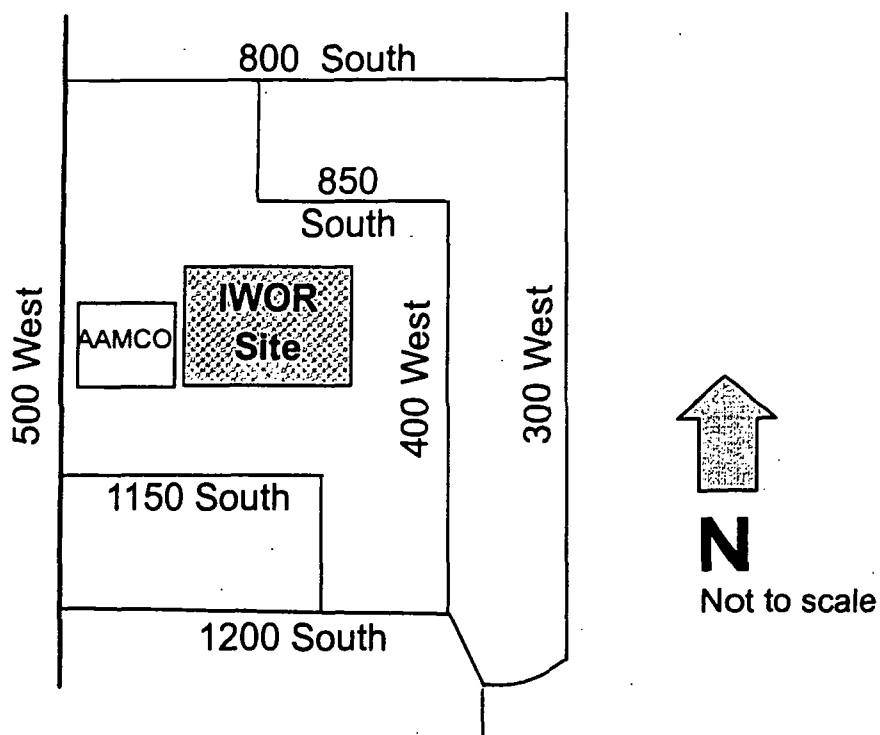 800 South
850
South
500 West
AAMCO
IWOR
Site
400 West
300 West
1150 South
1200 South
N
Not to scale